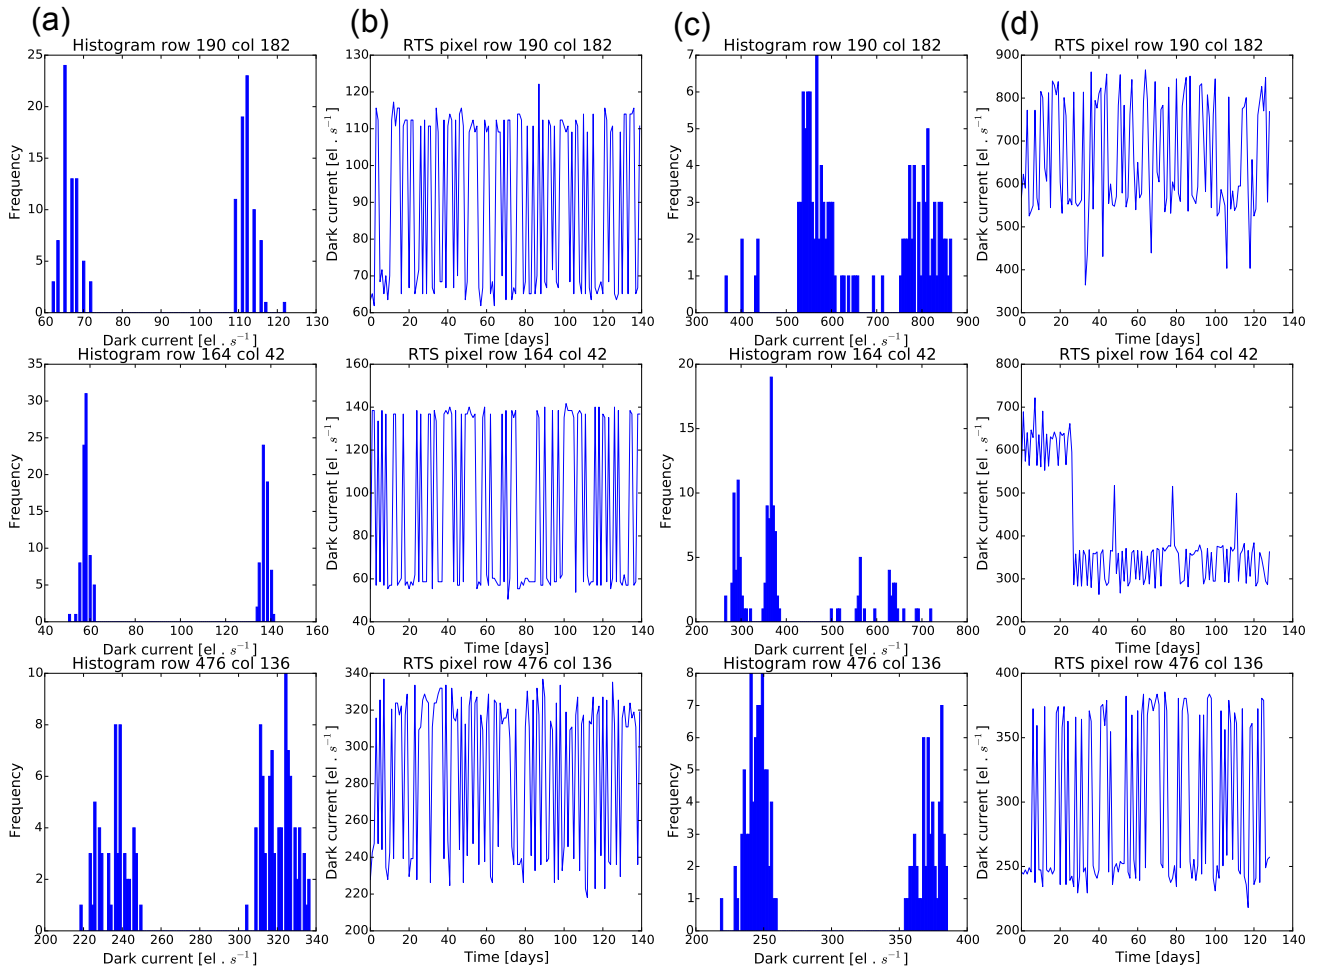 (a) (b) (c) (d)
Histogram row 190 col 182
25
20
15
10
5
0
Frequency
60 70 80 90 100 110 120 130
Dark current [el . s⁻¹]
RTS pixel row 190 col 182
130
120
110
100
90
80
70
60
Dark current [el . s⁻¹]
0 20 40 60 80 100 120 140
Time [days]
Histogram row 190 col 182
7
6
5
4
3
2
1
0
Frequency
300 400 500 600 700 800 900
Dark current [el . s⁻¹]
RTS pixel row 190 col 182
900
800
700
600
500
400
300
Dark current [el . s⁻¹]
0 20 40 60 80 100 120 140
Time [days]
Histogram row 164 col 42
35
30
25
20
15
10
5
0
Frequency
40 60 80 100 120 140 160
Dark current [el . s⁻¹]
RTS pixel row 164 col 42
160
140
120
100
80
60
40
Dark current [el . s⁻¹]
0 20 40 60 80 100 120 140
Time [days]
Histogram row 164 col 42
20
15
10
5
0
Frequency
200 300 400 500 600 700 800
Dark current [el . s⁻¹]
RTS pixel row 164 col 42
800
700
600
500
400
300
200
Dark current [el . s⁻¹]
0 20 40 60 80 100 120 140
Time [days]
Histogram row 476 col 136
10
8
6
4
2
0
Frequency
200 220 240 260 280 300 320 340
Dark current [el . s⁻¹]
RTS pixel row 476 col 136
340
320
300
280
260
240
220
200
Dark current [el . s⁻¹]
0 20 40 60 80 100 120 140
Time [days]
Histogram row 476 col 136
8
7
6
5
4
3
2
1
0
Frequency
200 250 300 350 400
Dark current [el . s⁻¹]
RTS pixel row 476 col 136
400
350
300
250
200
Dark current [el . s⁻¹]
0 20 40 60 80 100 120 140
Time [days]